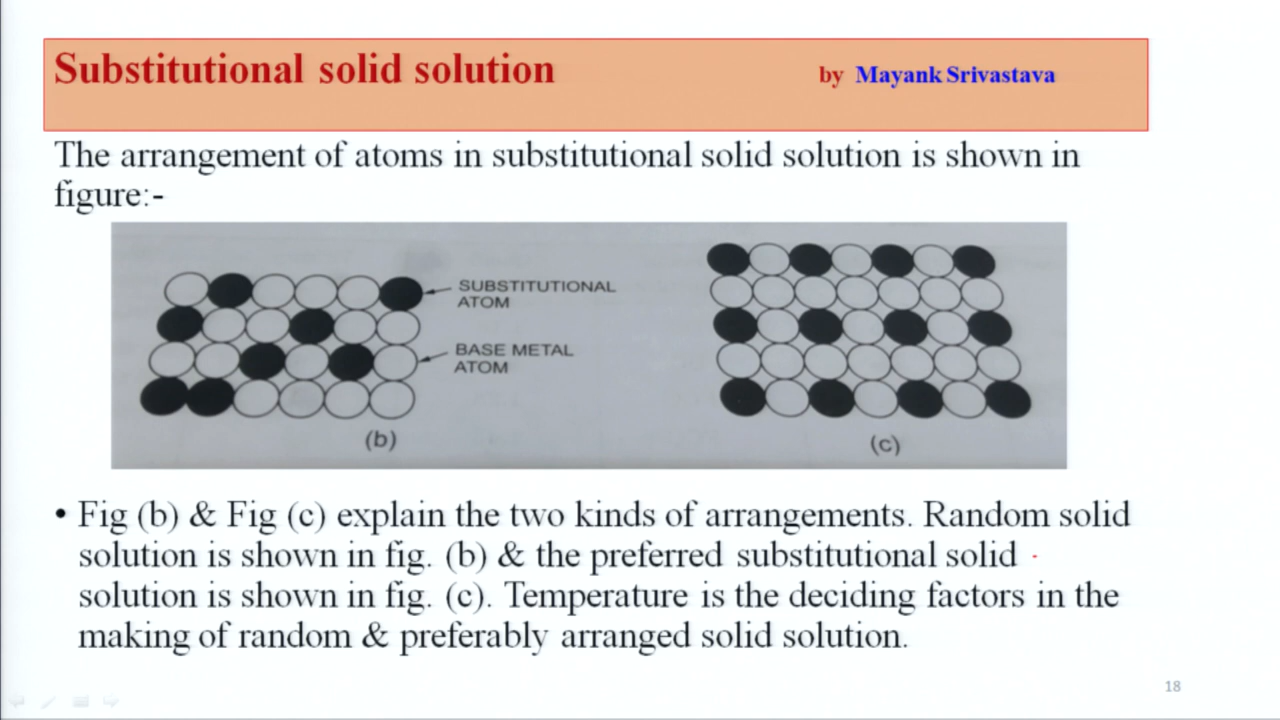 Substitutional solid solution by Mayank Srivastava
The arrangement of atoms in substitutional solid solution is shown in
figure:-
SUBSTITUTIONAL
ATOM
BASE METAL
ATOM
(b)
(c)
• Fig (b) & Fig (c) explain the two kinds of arrangements. Random solid
solution is shown in fig. (b) & the preferred substitutional solid
solution is shown in fig. (c). Temperature is the deciding factors in the
making of random & preferably arranged solid solution.
18